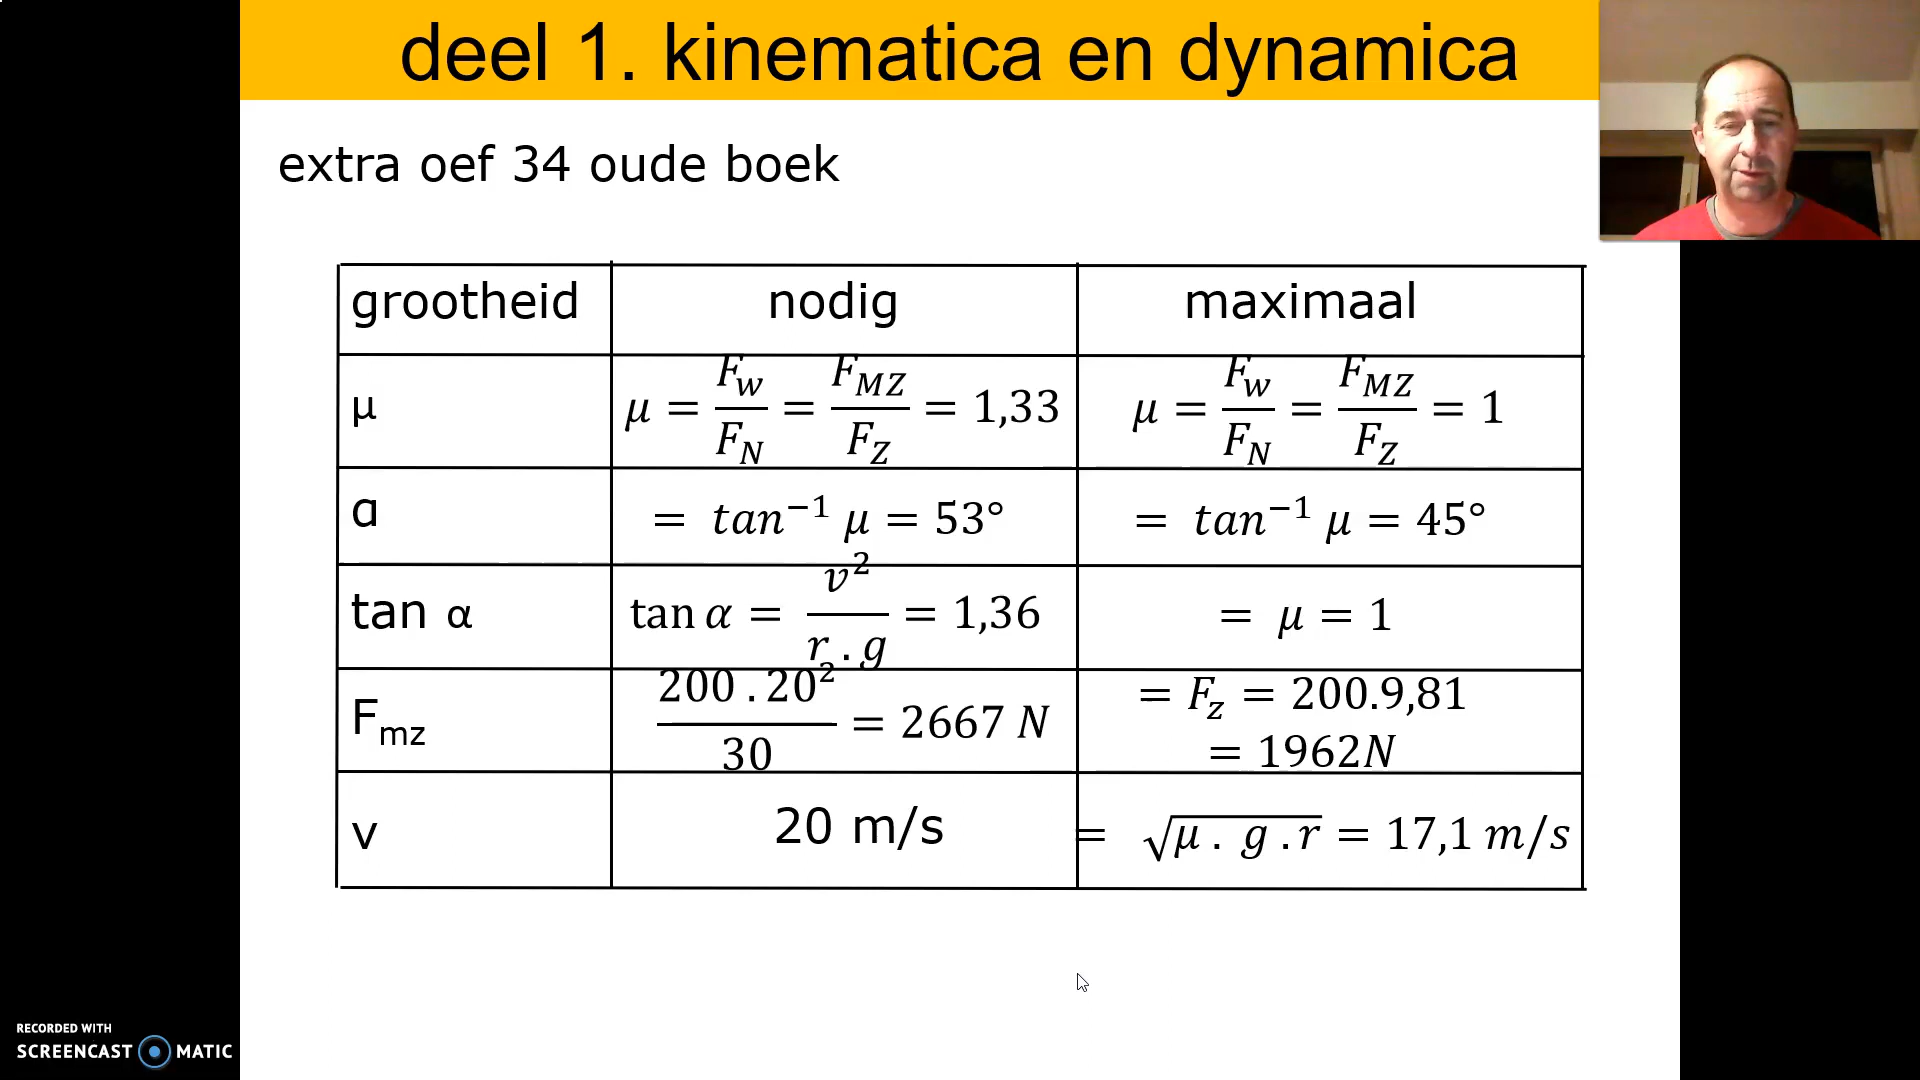 deel 1. kinematica en dynamica
extra oef 34 oude boek
grootheid nodig maximaal
μ μ = F_w/F_N = F_MZ/F_Z = 1,33 μ = F_w/F_N = F_MZ/F_Z = 1
ɑ = tan⁻¹ μ = 53° = tan⁻¹ μ = 45°
tan α tan α = v²/r . g = 1,36 = μ = 1
F_mz 200 . 20²/30 = 2667 N = F_z = 200.9,81
= 1962N
v 20 m/s = √μ . g . r = 17,1 m/s
RECORDED WITH
SCREENCAST MATIC